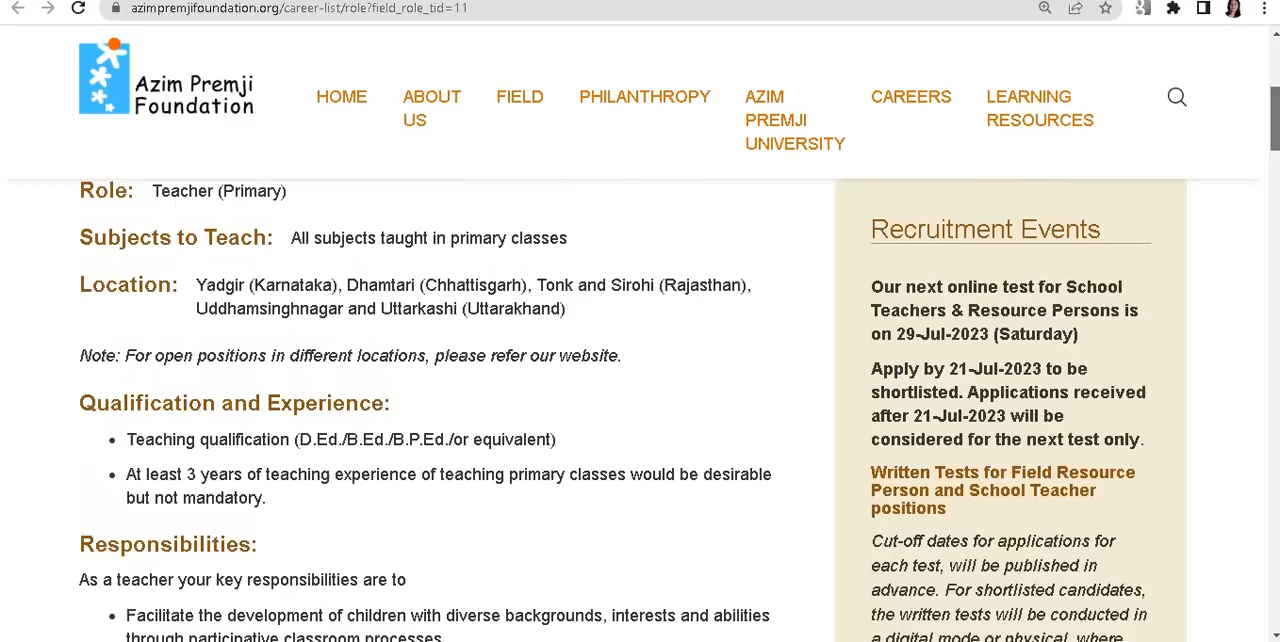 azimpremjifoundation.org/career-list/role?field_role_tid=11
Azim Premji
Foundation
HOME
ABOUT
US
FIELD
PHILANTHROPY
AZIM
PREMJI
UNIVERSITY
CAREERS
LEARNING
RESOURCES
Role: Teacher (Primary)
Subjects to Teach: All subjects taught in primary classes
Location: Yadgir (Karnataka), Dhamtari (Chhattisgarh), Tonk and Sirohi (Rajasthan),
Uddhamsinghnagar and Uttarkashi (Uttarakhand)
Note: For open positions in different locations, please refer our website.
Qualification and Experience:
• Teaching qualification (D.Ed./B.Ed./B.P.Ed./or equivalent)
• At least 3 years of teaching experience of teaching primary classes would be desirable
but not mandatory.
Responsibilities:
As a teacher your key responsibilities are to
• Facilitate the development of children with diverse backgrounds, interests and abilities
through participative classroom processes
Recruitment Events
Our next online test for School
Teachers & Resource Persons is
on 29-Jul-2023 (Saturday)
Apply by 21-Jul-2023 to be
shortlisted. Applications received
after 21-Jul-2023 will be
considered for the next test only.
Written Tests for Field Resource
Person and School Teacher
positions
Cut-off dates for applications for
each test, will be published in
advance. For shortlisted candidates,
the written tests will be conducted in
a digital mode or physical, where